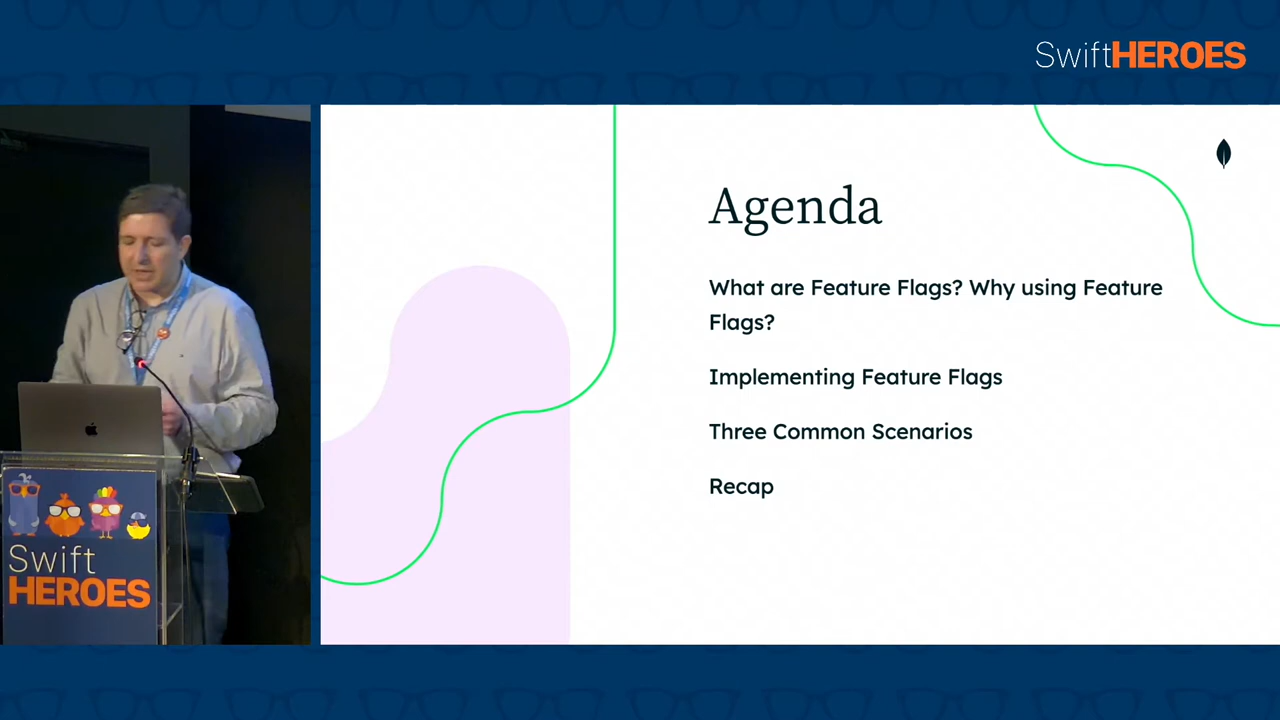 SwiftHEROES
Agenda
What are Feature Flags? Why using Feature
Flags?
Implementing Feature Flags
Three Common Scenarios
Recap
Swift
HEROES